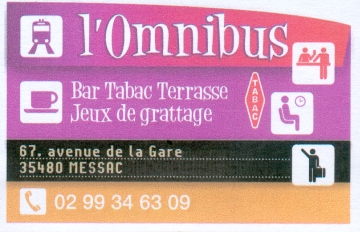 l'Omnibus
Bar Tabac Terrasse
Jeux de grattage
TABAC
67, avenue de la Gare
35480 MESSAC
02 99 34 63 09